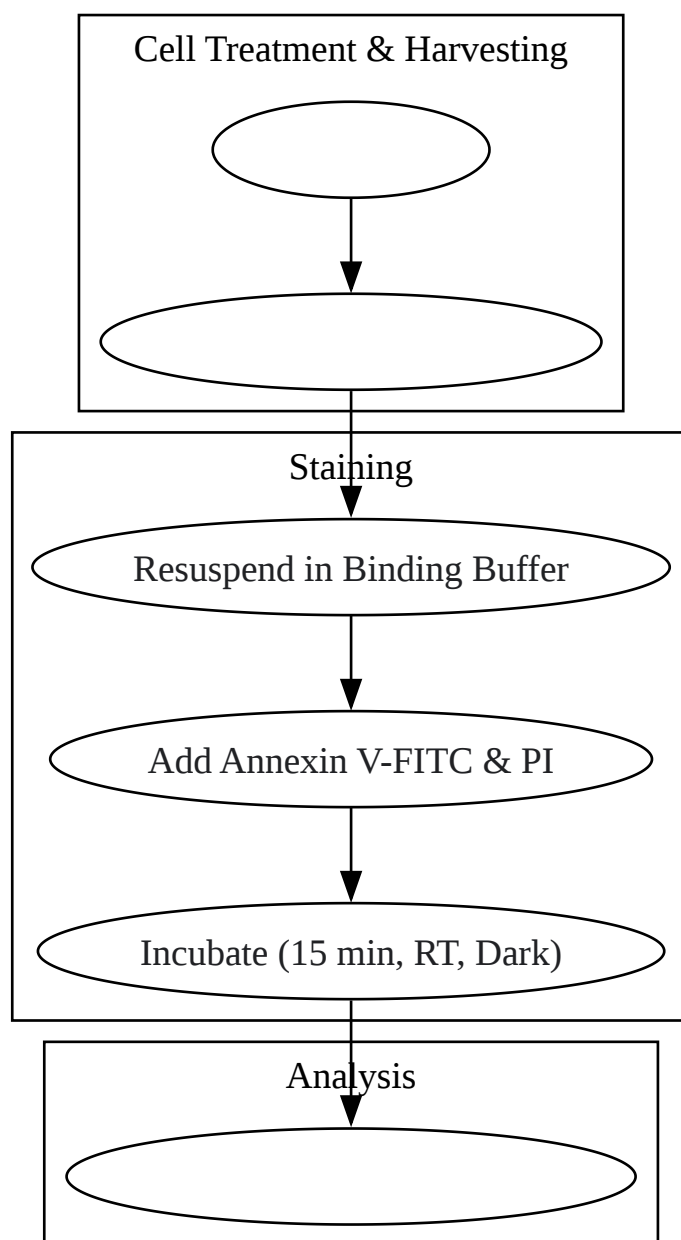 Cell Treatment & Harvesting
Staining
Resuspend in Binding Buffer
Add Annexin V-FITC & PI
Incubate (15 min, RT, Dark)
Analysis